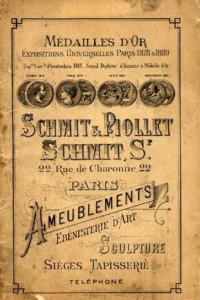 MÉDAILLES D'OR
EXPOSITIONS UNIVERSELLES PARIS 1878 & 1889
SCHMIT & PIOLLET
SCHMIT, Sr
22, Rue de Charonne, 22
PARIS
AMEUBLEMENTS
ÉBÉNISTERIE D'ART
SCULPTURE
SIÈGES TAPISSERIE
TÉLÉPHONE